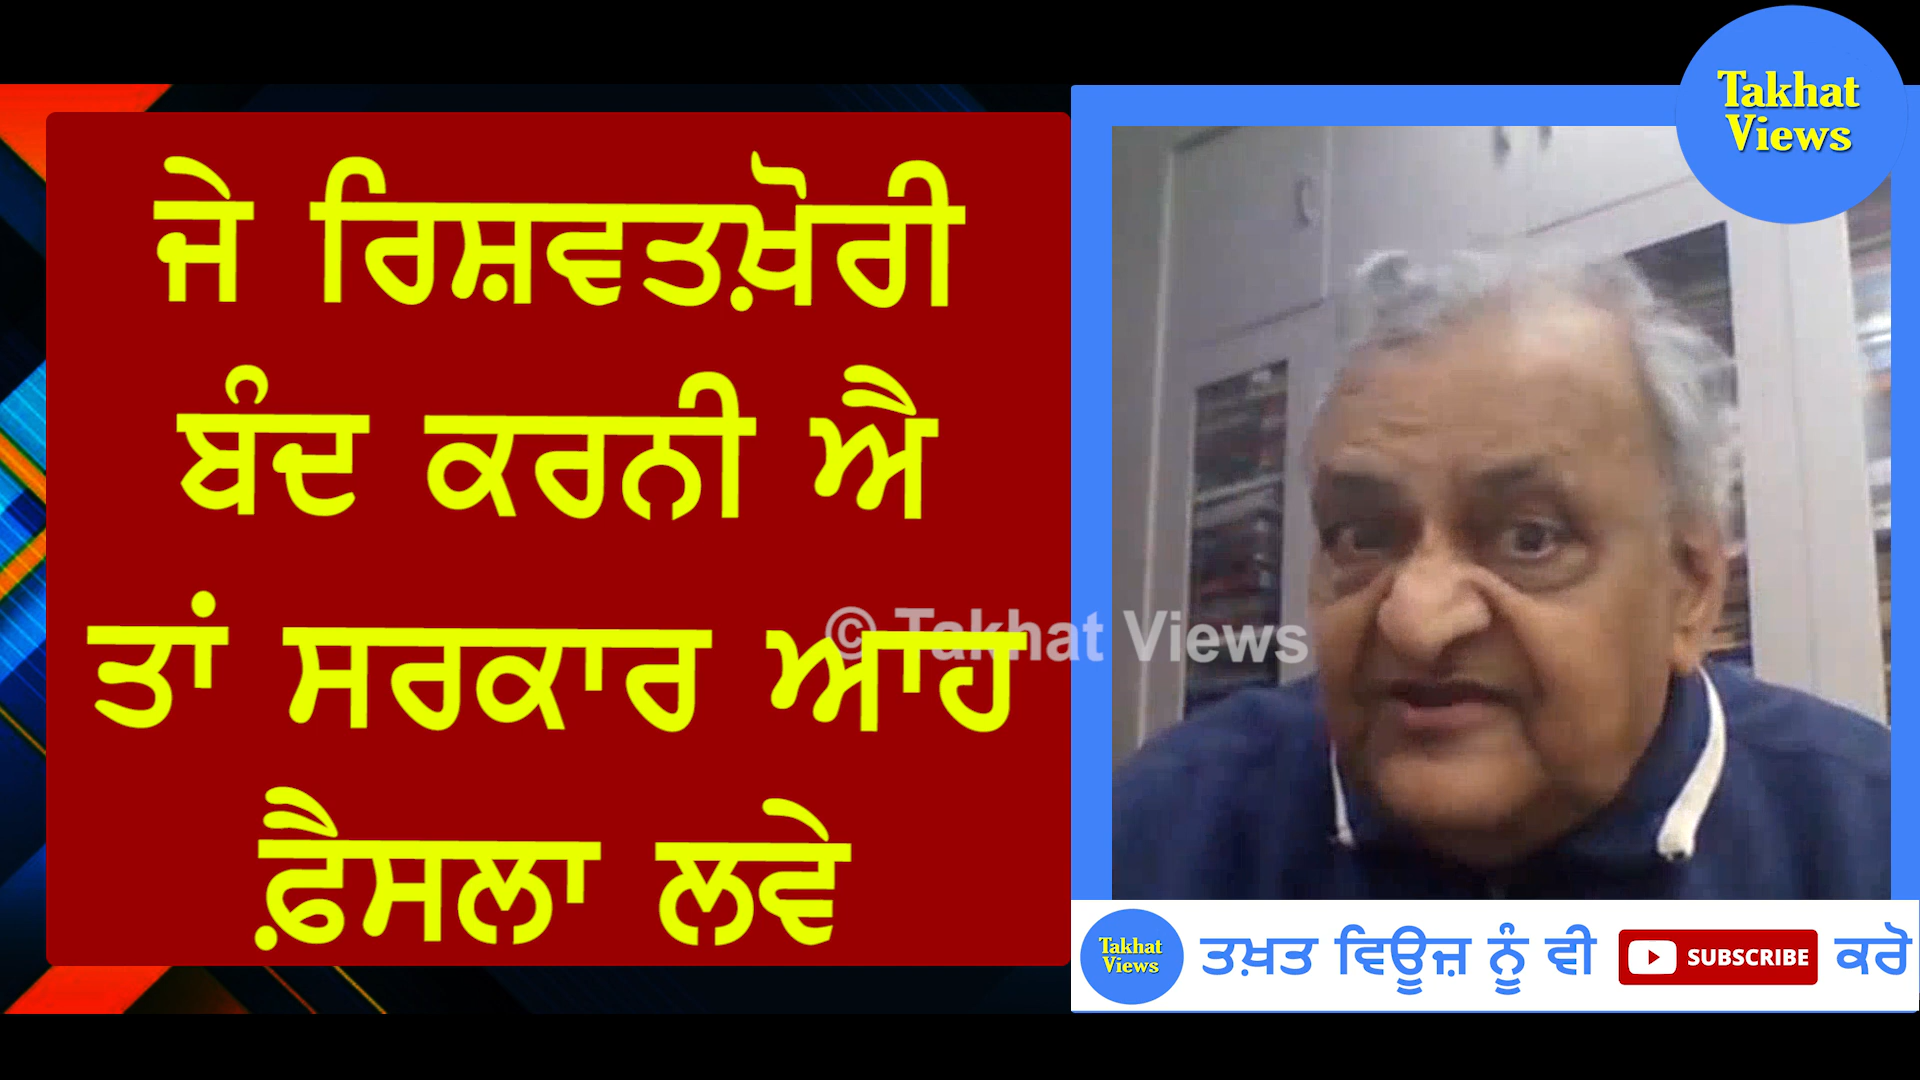 ਜੇ ਰਿਸ਼ਵਤਖ਼ੋਰੀ
ਬੰਦ ਕਰਨੀ ਐ
ਤਾਂ ਸਰਕਾਰ ਆਹ
ਫ਼ੈਸਲਾ ਲਵੇ
Takhat
Views
© Takhat Views
Takhat
Views
ਤਖ਼ਤ ਵਿਊਜ਼ ਨੂੰ ਵੀ SUBSCRIBE ਕਰੋ